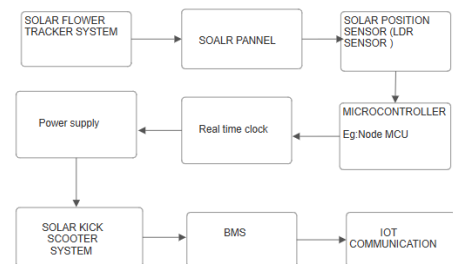 SOLAR FLOWER
TRACKER SYSTEM
SOALR PANNEL
SOLAR POSITION
SENSOR (LDR
SENSOR )
Power supply
Real time clock
MICROCONTROLLER
Eg:Node MCU
SOLAR KICK
SCOOTER
SYSTEM
BMS
IOT
COMMUNICATION